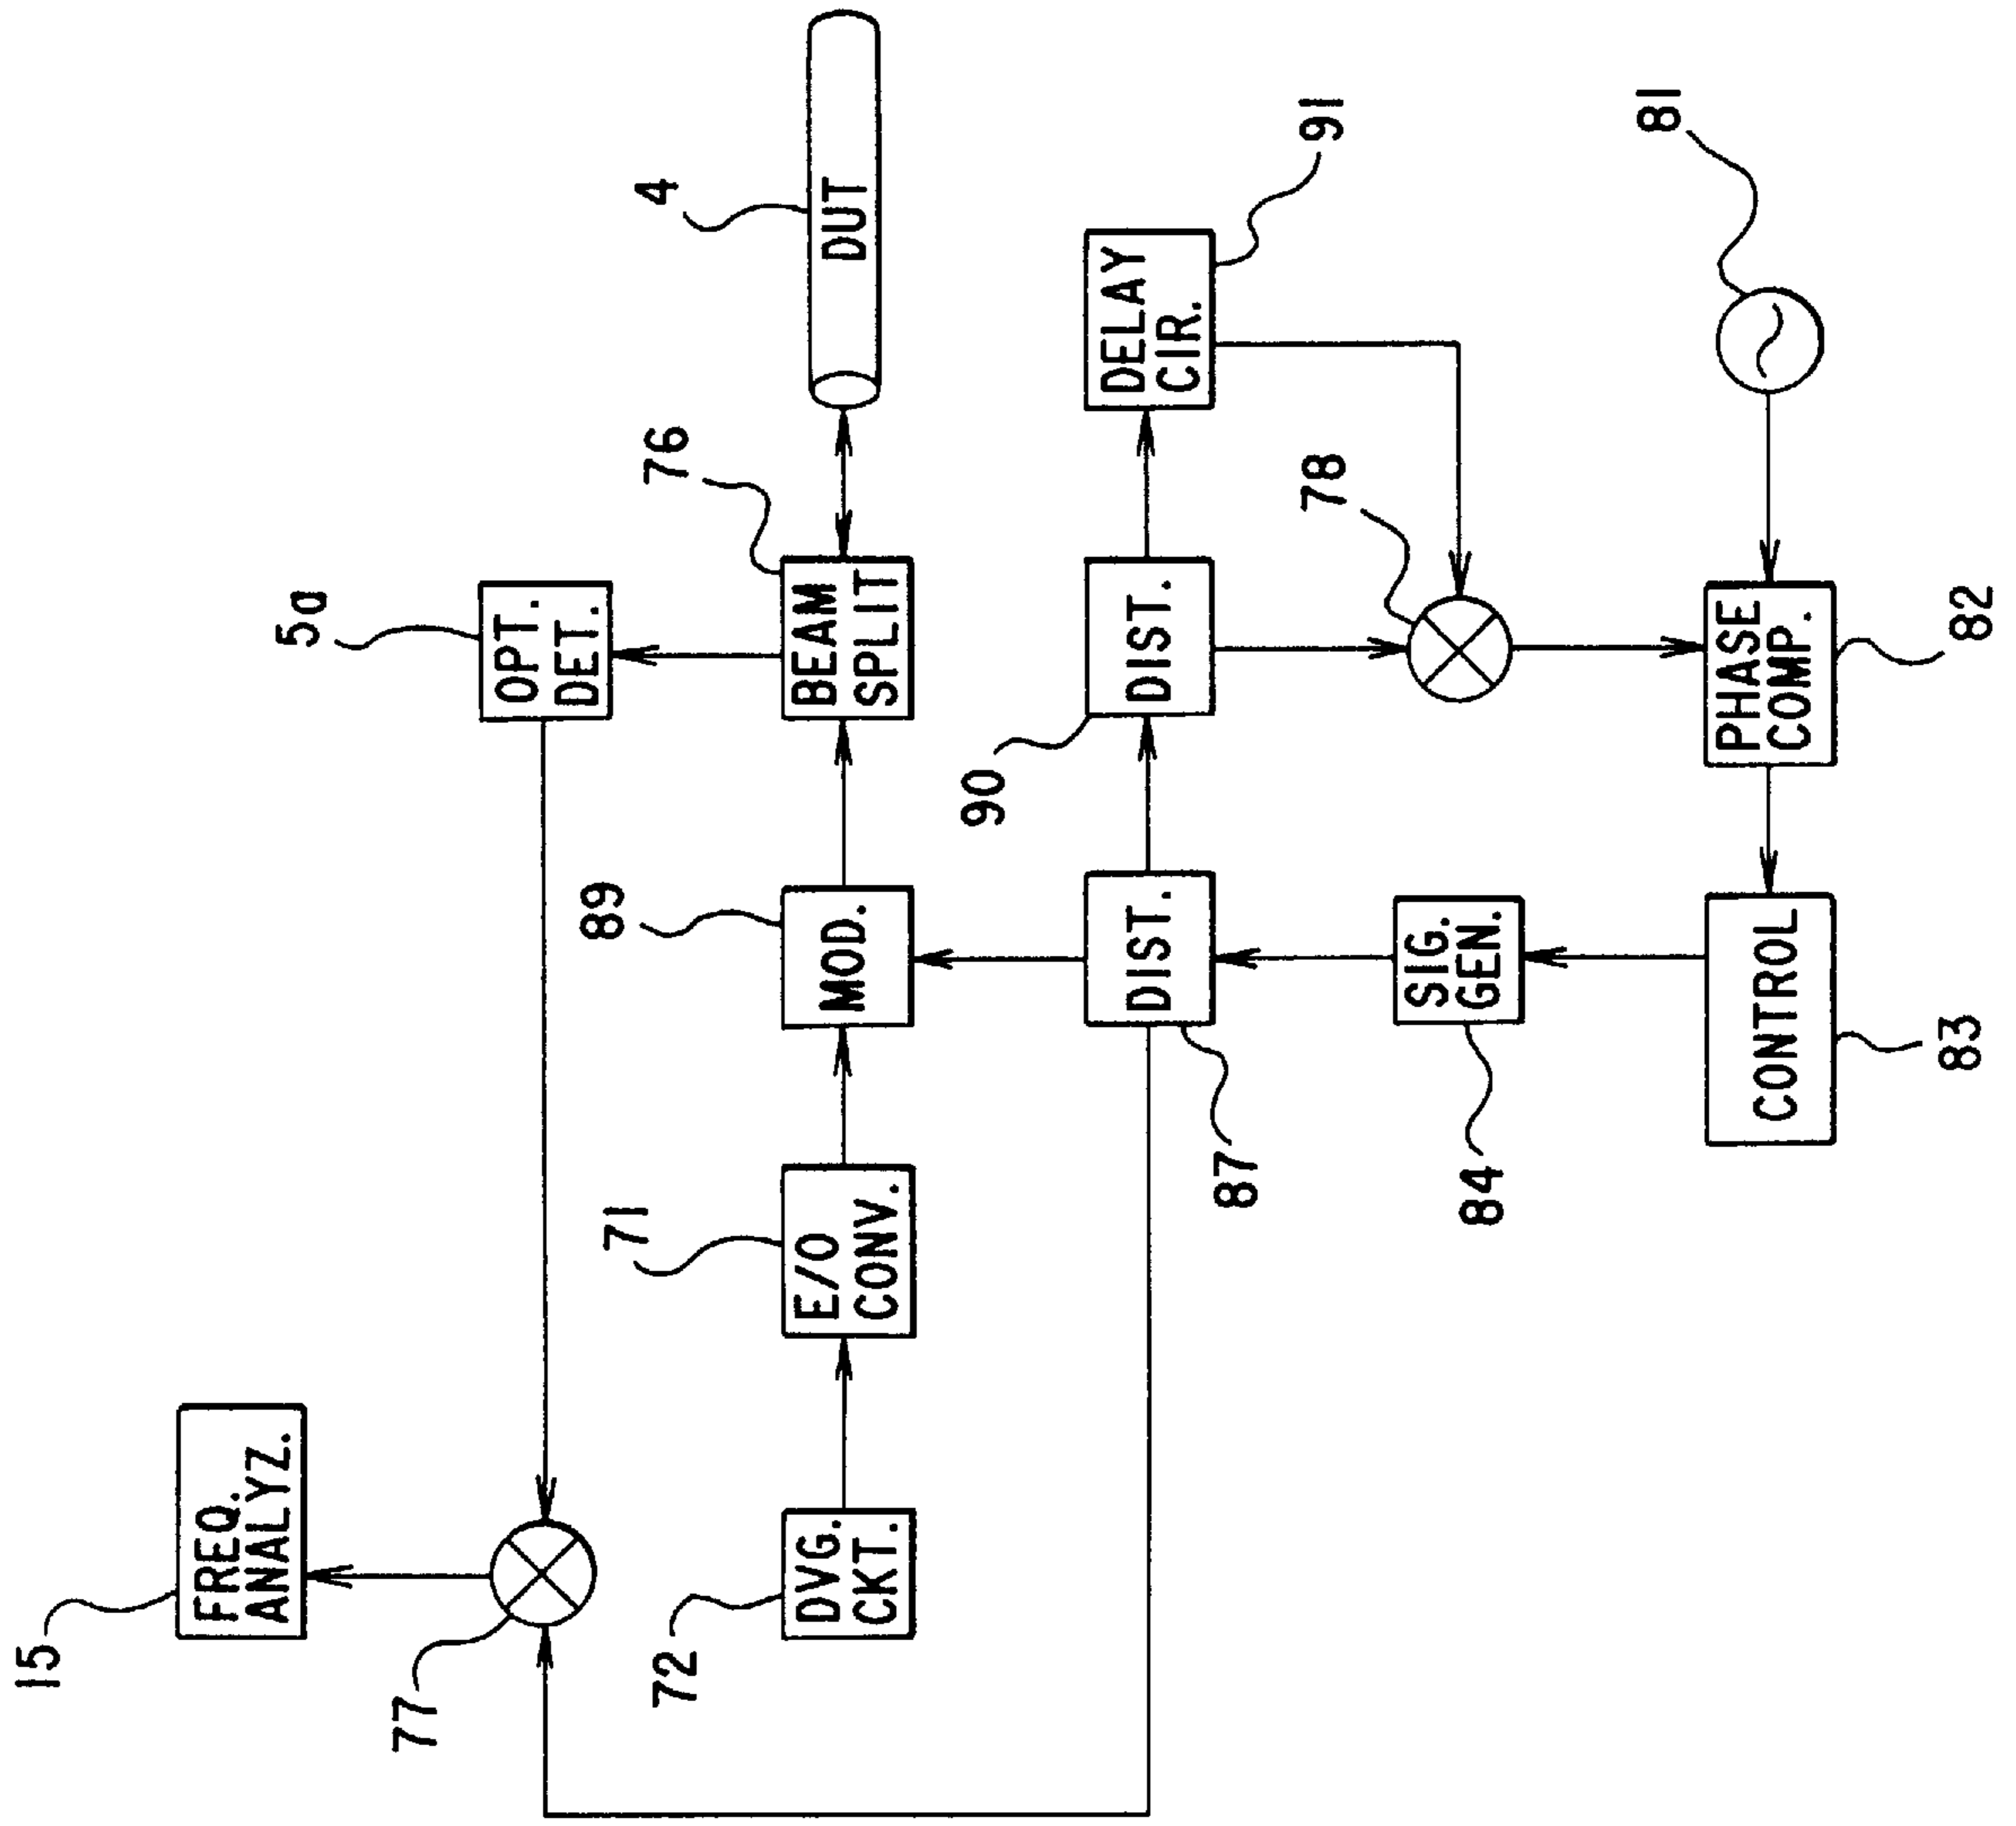 15
FREQ.
ANALYZ.
77
5a
OPT.
DET.
72
DVG.
CKT.
71
E/O
CONV.
89
MOD.
76
BEAM
SPLIT
4
DUT
87
DIST.
90
DIST.
DELAY
CIR.
91
84
SIG.
GEN.
78
83
CONTROL
PHASE
COMP.
82
81